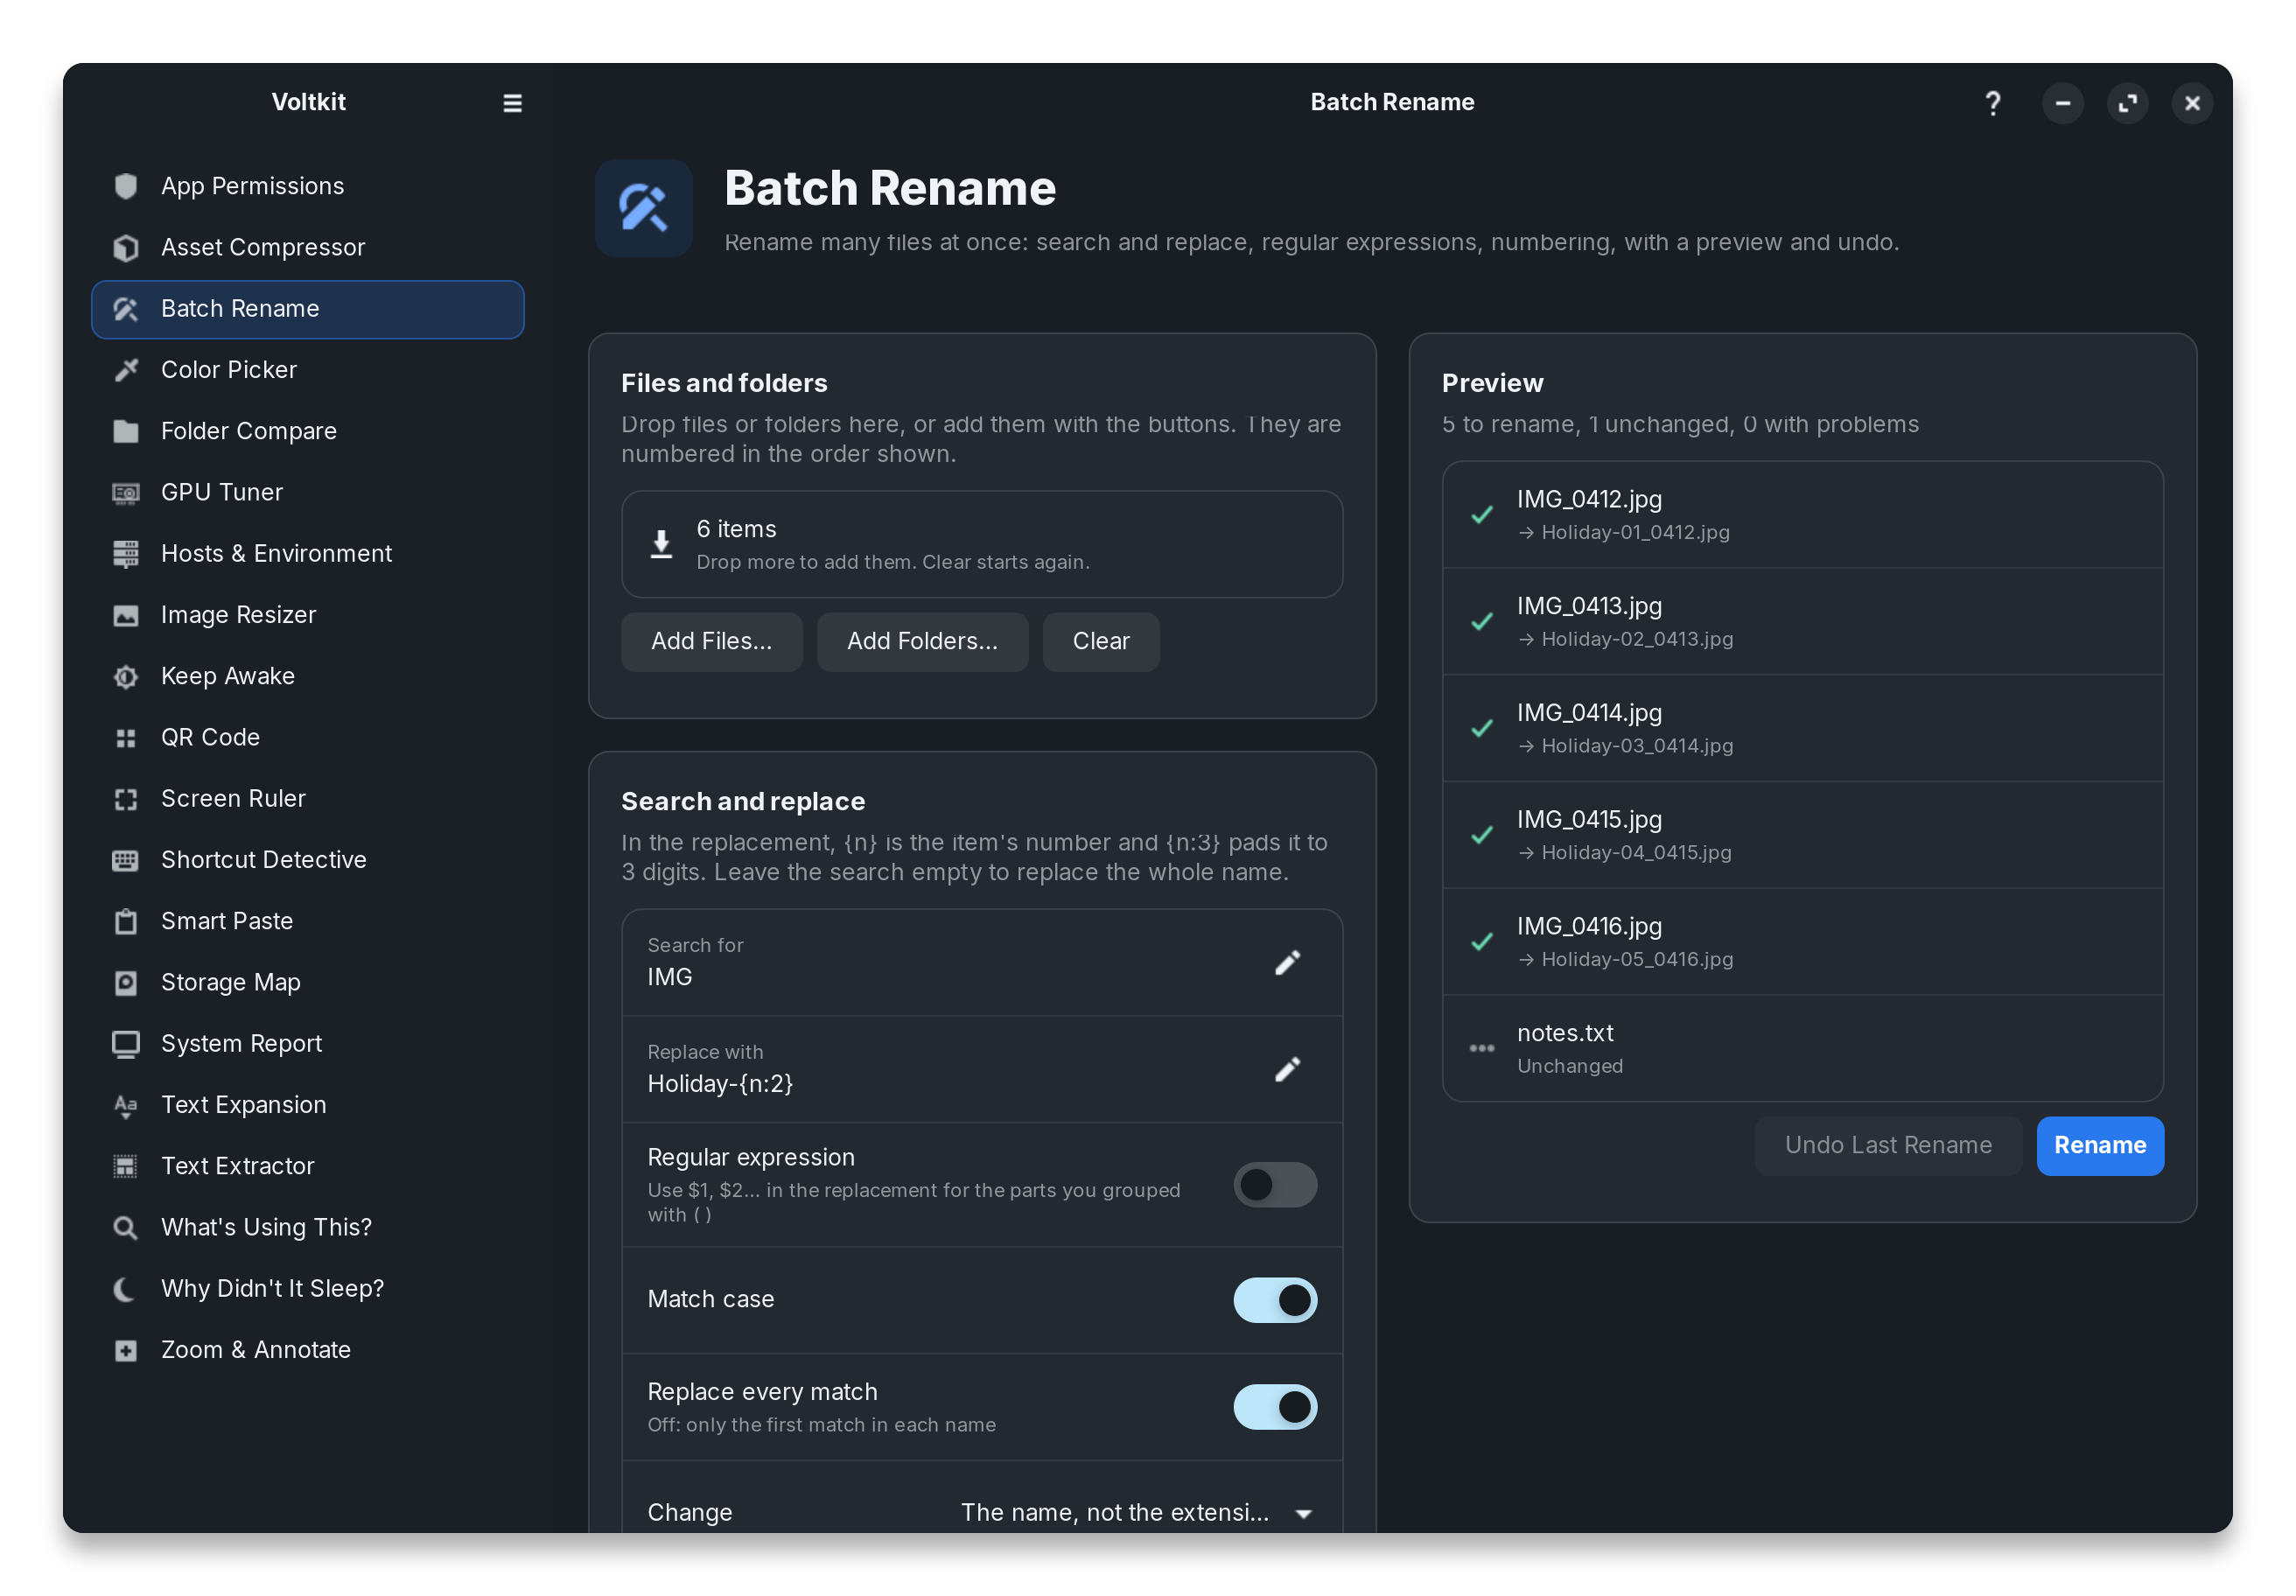 Voltkit
App Permissions
Asset Compressor
Batch Rename
Color Picker
Folder Compare
GPU Tuner
Hosts & Environment
Image Resizer
Keep Awake
QR Code
Screen Ruler
Shortcut Detective
Smart Paste
Storage Map
System Report
Text Expansion
Text Extractor
What's Using This?
Why Didn't It Sleep?
Zoom & Annotate
Batch Rename
?
Batch Rename
Rename many files at once: search and replace, regular expressions, numbering, with a preview and undo.
Files and folders
Drop files or folders here, or add them with the buttons. They are
numbered in the order shown.
6 items
Drop more to add them. Clear starts again.
Add Files...
Add Folders...
Clear
Search and replace
In the replacement, {n} is the item's number and {n:3} pads it to
3 digits. Leave the search empty to replace the whole name.
Search for
IMG
Replace with
Holiday-{n:2}
Regular expression
Use $1, $2... in the replacement for the parts you grouped
with ( )
Match case
Replace every match
Off: only the first match in each name
Change
The name, not the extensi...
Preview
5 to rename, 1 unchanged, 0 with problems
IMG_0412.jpg
→ Holiday-01_0412.jpg
IMG_0413.jpg
→ Holiday-02_0413.jpg
IMG_0414.jpg
→ Holiday-03_0414.jpg
IMG_0415.jpg
→ Holiday-04_0415.jpg
IMG_0416.jpg
→ Holiday-05_0416.jpg
notes.txt
Unchanged
Undo Last Rename
Rename